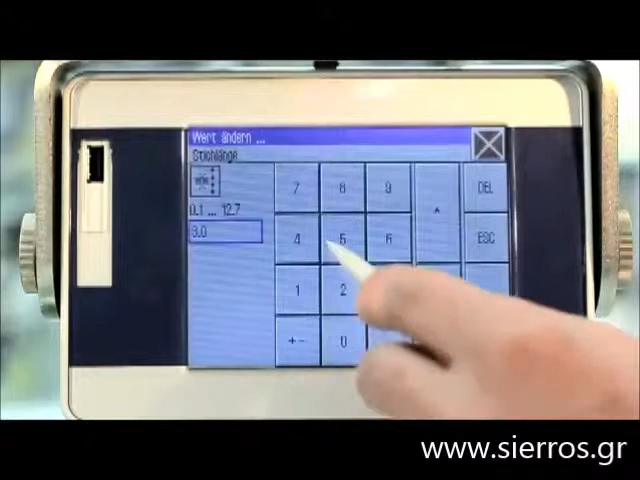 Wert ändern ...
Stichlänge
0.1 ... 12.7
3.0
7 8 9 DEL
4 5 6 ESC
1 2
+- 0
www.sierros.gr